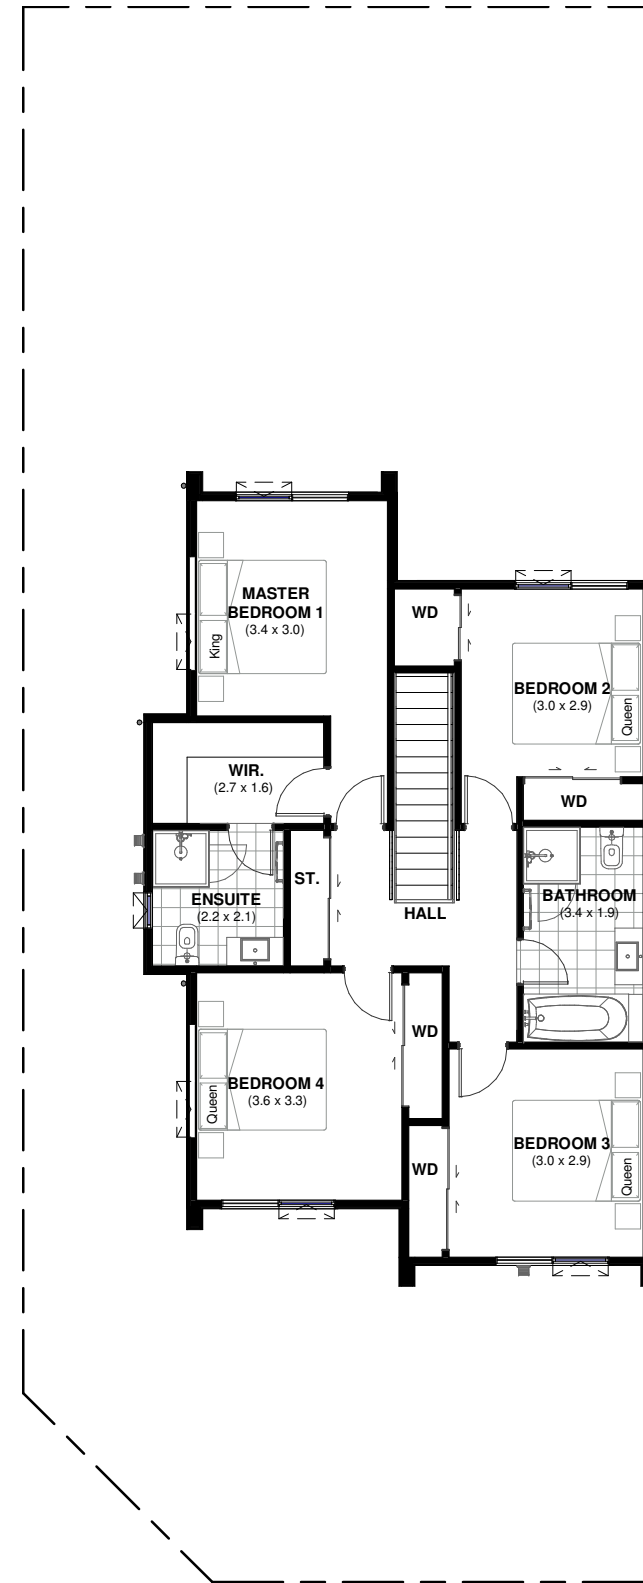 MASTER
BEDROOM 1
(3.4 x 3.0)
King
WD
BEDROOM 2
(3.0 x 2.9)
Queen
WIR.
(2.7 x 1.6)
WD
ST.
ENSUITE
(2.2 x 2.1)
HALL
BATHROOM
(3.4 x 1.9)
WD
BEDROOM 4
(3.6 x 3.3)
Queen
WD
BEDROOM 3
(3.0 x 2.9)
Queen